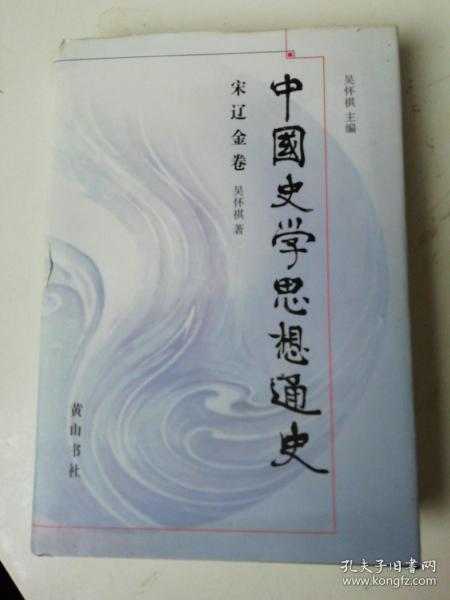 吴怀祺 主编
中國史学思想通史
宋辽金卷
吴怀祺 著
黄山书社
孔夫子旧书网
www.kongfz.com